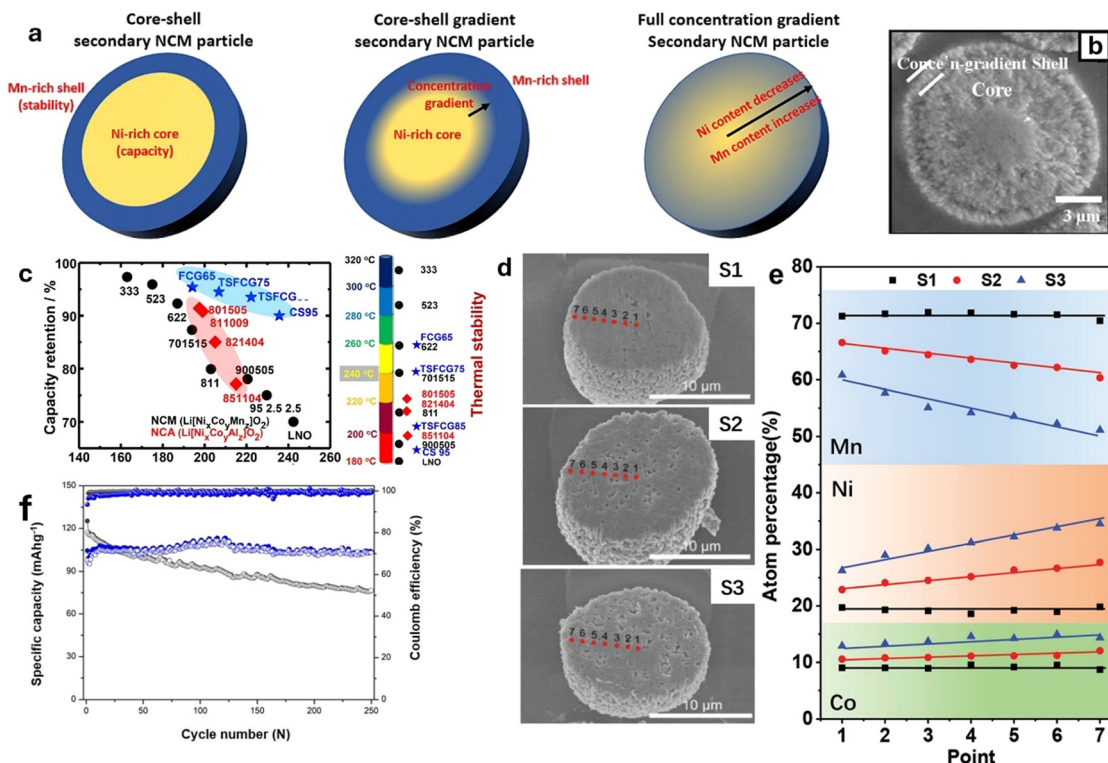 a
Core-shell
secondary NCM particle
Mn-rich shell
(stability)
Ni-rich core
(capacity)
Core-shell gradient
secondary NCM particle
Mn-rich shell
Concentration
gradient
Ni-rich core
Full concentration gradient
Secondary NCM particle
Ni content decreases
Mn content increases
b
Conce'n-gradient Shell
Core
3 μm
c
Capacity retention / %
100
90
80
70
140
160
180
200
220
240
260
333
523
622
701515
811
900505
95 2.5 2.5
LNO
FCG65
TSFCG75
TSFCG
CS95
801505
811009
821404
851104
NCM (Li[NixCoyMnz]O2)
NCA (Li[NixCoyAlz]O2)
320 °C
300 °C
280 °C
260 °C
240 °C
220 °C
200 °C
180 °C
333
523
FCG65
622
TSFCG75
701515
801505
821404
811
TSFCG85
851104
900505
CS 95
LNO
Thermal stability
d
S1
7 6 5 4 3 2 1
10 μm
S2
7 6 5 4 3 2 1
10 μm
S3
7 6 5 4 3 2 1
10 μm
e
S1 S2 S3
Atom percentage(%)
70
60
50
40
30
20
10
0
Mn
Ni
Co
1 2 3 4 5 6 7
Point
f
Specific capacity (mAhg-1)
150
120
90
60
30
0
Coulomb efficiency (%)
100
80
60
40
20
0
0 50 100 150 200 250
Cycle number (N)